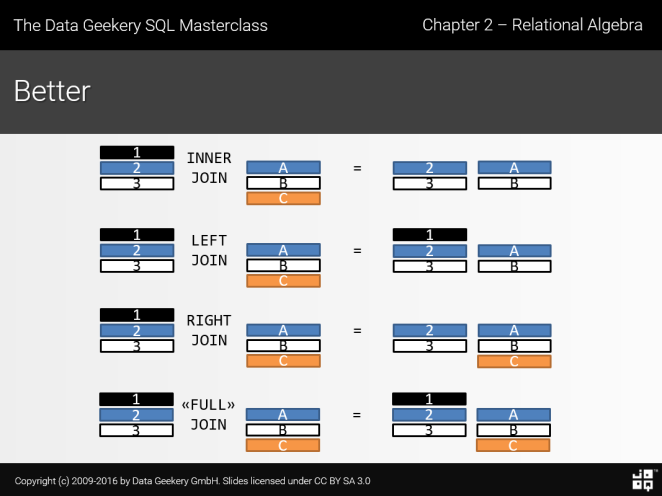 The Data Geekery SQL Masterclass
Chapter 2 – Relational Algebra
Better
1
2
3
INNER
JOIN
A
B
C
=
2
3
A
B
1
2
3
LEFT
JOIN
A
B
C
=
1
2
3
A
B
1
2
3
RIGHT
JOIN
A
B
C
=
2
3
A
B
C
1
2
3
«FULL»
JOIN
A
B
C
=
1
2
3
A
B
C
Copyright (c) 2009-2016 by Data Geekery GmbH. Slides licensed under CC BY SA 3.0
JOOQ